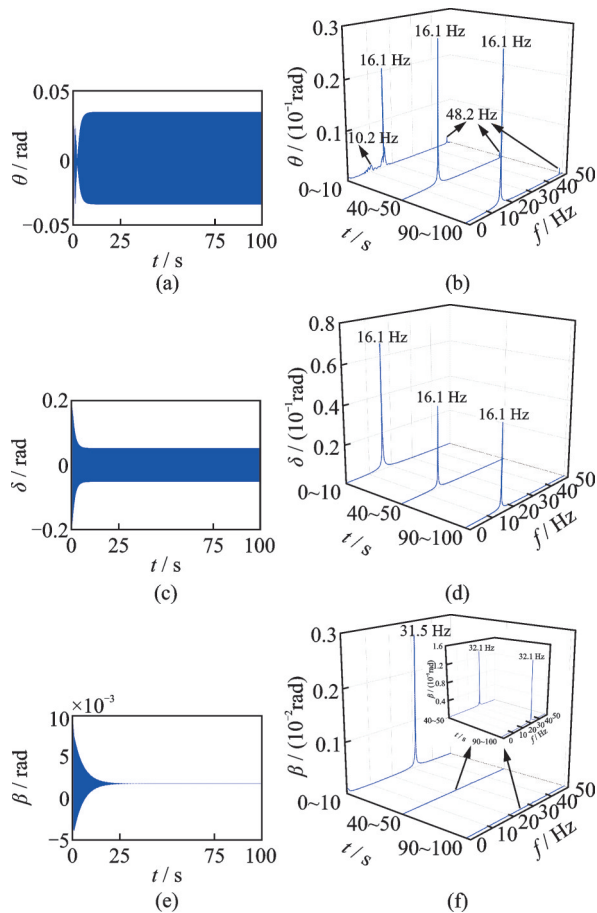 0.05
0
−0.05
θ / rad
0 25 75 100
t / s
(a)
0.3
0.2
0.1
θ / (10⁻¹rad)
16.1 Hz
16.1 Hz
16.1 Hz
10.2 Hz
48.2 Hz
0~10
40~50
90~100
t / s
0 10 20 30 40 50
f / Hz
(b)
0.2
0
−0.2
δ / rad
0 25 75 100
t / s
(c)
0.8
0.6
0.4
0.2
δ / (10⁻¹rad)
16.1 Hz
16.1 Hz
16.1 Hz
0~10
40~50
90~100
t / s
0 10 20 30 40 50
f / Hz
(d)
×10⁻³
10
5
0
−5
β / rad
0 25 75 100
t / s
(e)
0.3
0.2
0.1
β / (10⁻²rad)
31.5 Hz
1.6
1.2
0.8
0.4
32.1 Hz
32.1 Hz
40~50
90~100
t / s
0 10 20 30 40 50
f / Hz
0~10
40~50
90~100
t / s
0 10 20 30 40 50
f / Hz
(f)